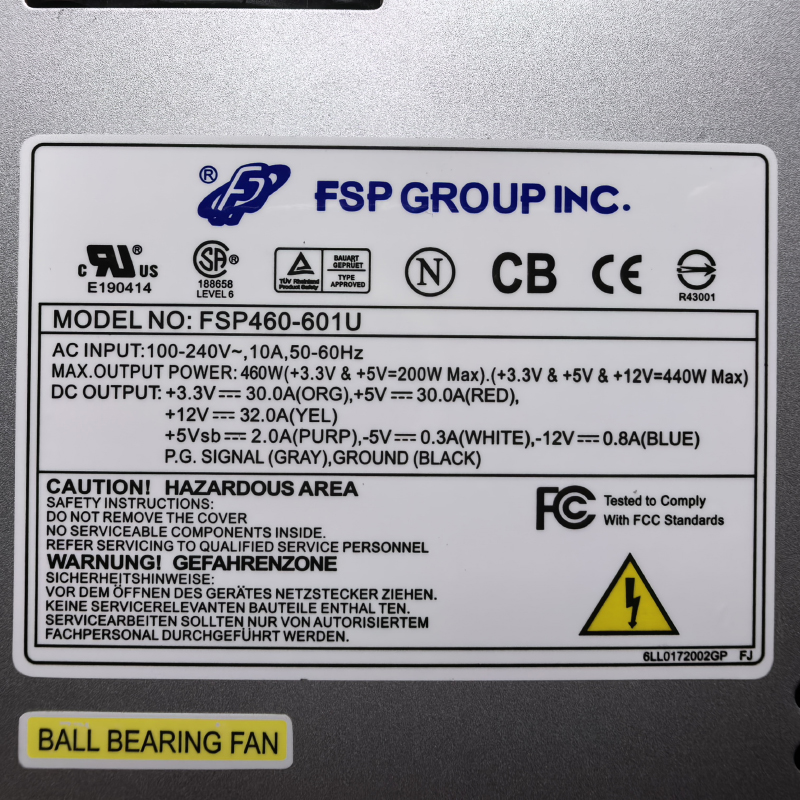 ® FSP GROUP INC.
c RU® US
E190414
SA®
188658
LEVEL 6
TÜV Rheinland
Product Safety
BAUART
GEPRUET
TYPE
APPROVED
N
CB
CE
R43001
MODEL NO: FSP460-601U
AC INPUT:100-240V~,10A,50-60Hz
MAX.OUTPUT POWER: 460W(+3.3V & +5V=200W Max).(+3.3V & +5V & +12V=440W Max)
DC OUTPUT: +3.3V⎓30.0A(ORG),+5V⎓30.0A(RED),
+12V⎓32.0A(YEL)
+5Vsb⎓2.0A(PURP),-5V⎓0.3A(WHITE),-12V⎓0.8A(BLUE)
P.G. SIGNAL (GRAY),GROUND (BLACK)
CAUTION! HAZARDOUS AREA
SAFETY INSTRUCTIONS:
DO NOT REMOVE THE COVER
NO SERVICEABLE COMPONENTS INSIDE.
REFER SERVICING TO QUALIFIED SERVICE PERSONNEL
WARNUNG! GEFAHRENZONE
SICHERHEITSHINWEISE:
VOR DEM ÖFFNEN DES GERÄTES NETZSTECKER ZIEHEN.
KEINE SERVICERELEVANTEN BAUTEILE ENTHAL TEN.
SERVICEARBEITEN SOLLTEN NUR VON AUTORISIERTEM
FACHPERSONAL DURCHGEFÜHRT WERDEN.
FCC
Tested to Comply
With FCC Standards
6LL0172002GP FJ
BALL BEARING FAN